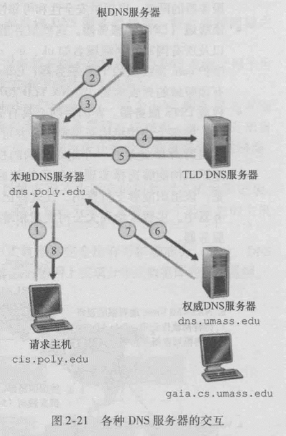 根DNS服务器
2
3
4
5
本地DNS服务器
dns.poly.edu
TLD DNS服务器
1
8
7
6
请求主机
cis.poly.edu
权威DNS服务器
dns.umass.edu
gaia.cs.umass.edu
图 2-21 各种 DNS 服务器的交互